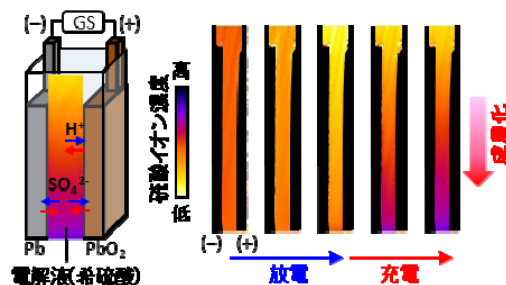 (−) GS (+)
H⁺
SO₄²⁻
Pb PbO₂
電解液(希硫酸)
高
硫酸イオン濃度
低
(−) (+)
放電
充電
成層化